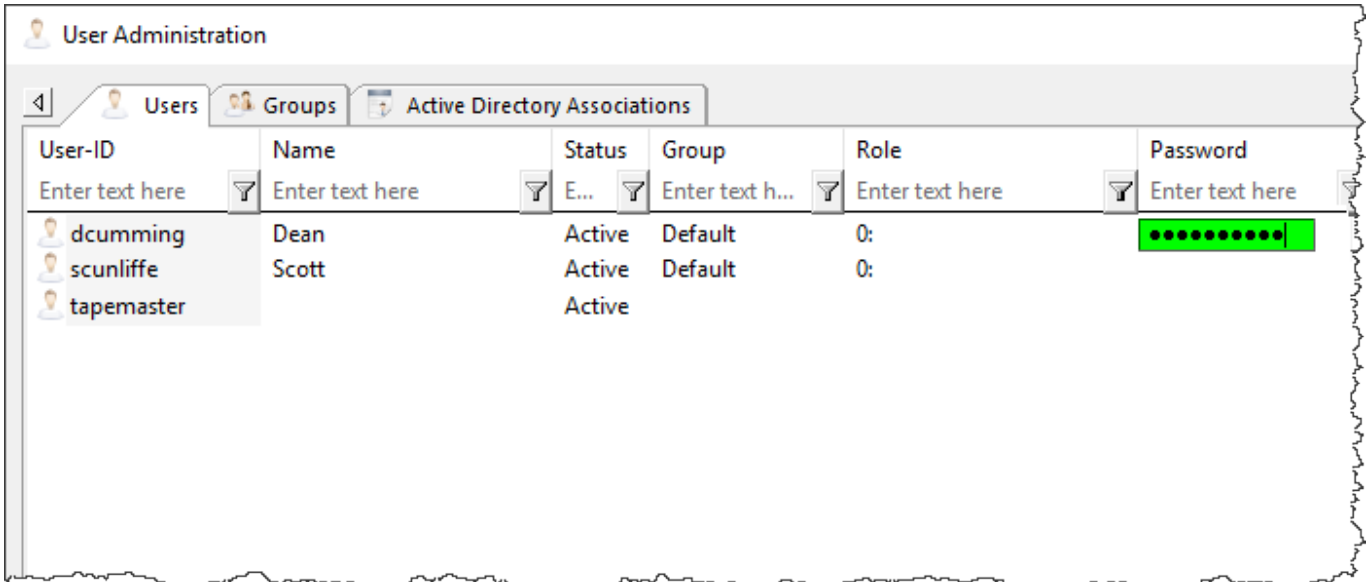 User Administration
Users Groups Active Directory Associations
User-ID Name Status Group Role Password
Enter text here Enter text here E... Enter text h... Enter text here Enter text here
dcumming Dean Active Default 0: ●●●●●●●●●●
scunliffe Scott Active Default 0:
tapemaster Active